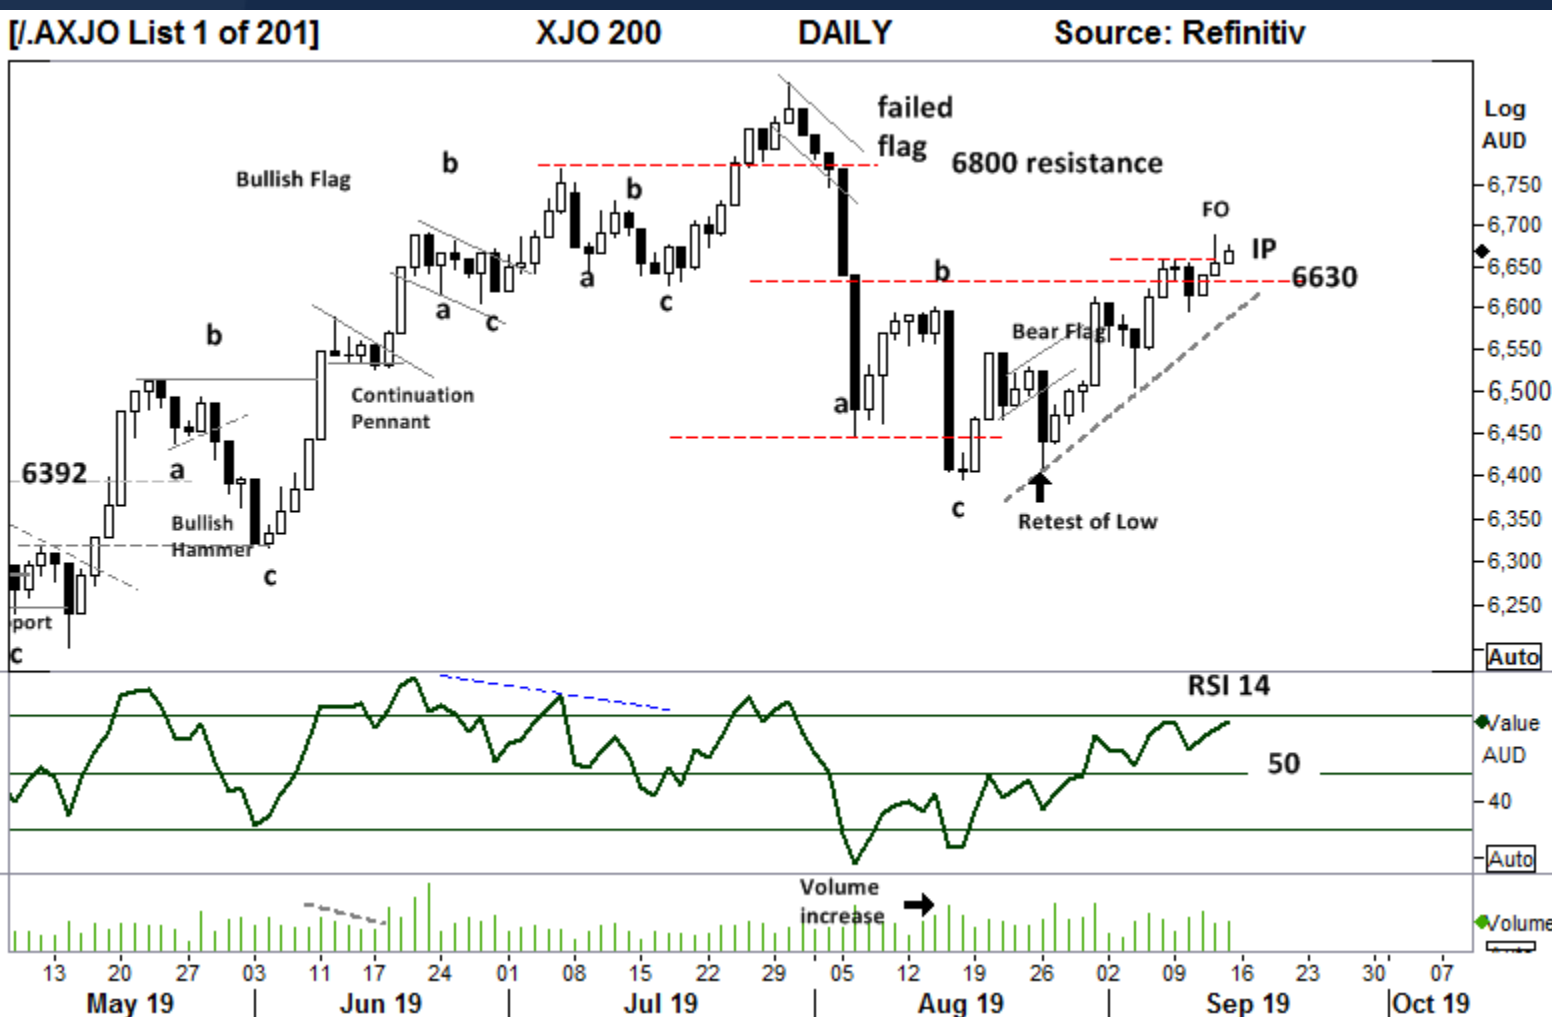 [/.AXJO List 1 of 201] XJO 200 DAILY Source: Refinitiv
Log
AUD
failed
flag
6800 resistance
Bullish Flag
b
b
6,750
FO
6,700
IP
6,650
6630
b
a
c
a
c
6,600
b
Bear Flag
6,550
Continuation
Pennant
6,500
a
6,450
6392
a
6,400
c
Bullish
Hammer
Retest of Low
6,350
c
6,300
6,250
port
c
Auto
RSI 14
Value
AUD
50
40
Auto
Volume
increase
Volume
13 20 27 03 11 17 24 01 08 15 22 29 05 12 19 26 02 09 16 23 30 07
May 19 Jun 19 Jul 19 Aug 19 Sep 19 Oct 19